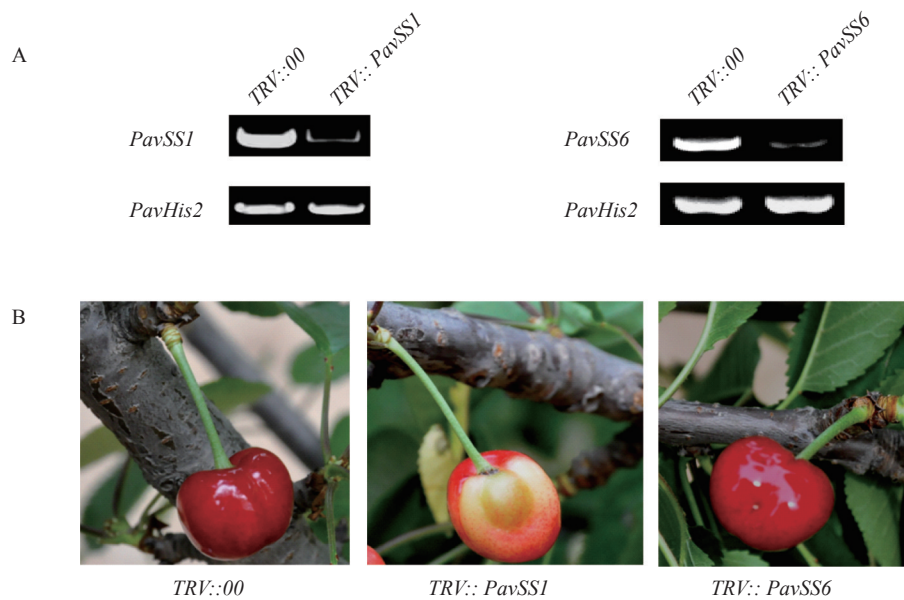 A
TRV::00
TRV:: PavSS1
TRV::00
TRV:: PavSS6
PavSS1
PavSS6
PavHis2
PavHis2
B
TRV::00
TRV:: PavSS1
TRV:: PavSS6